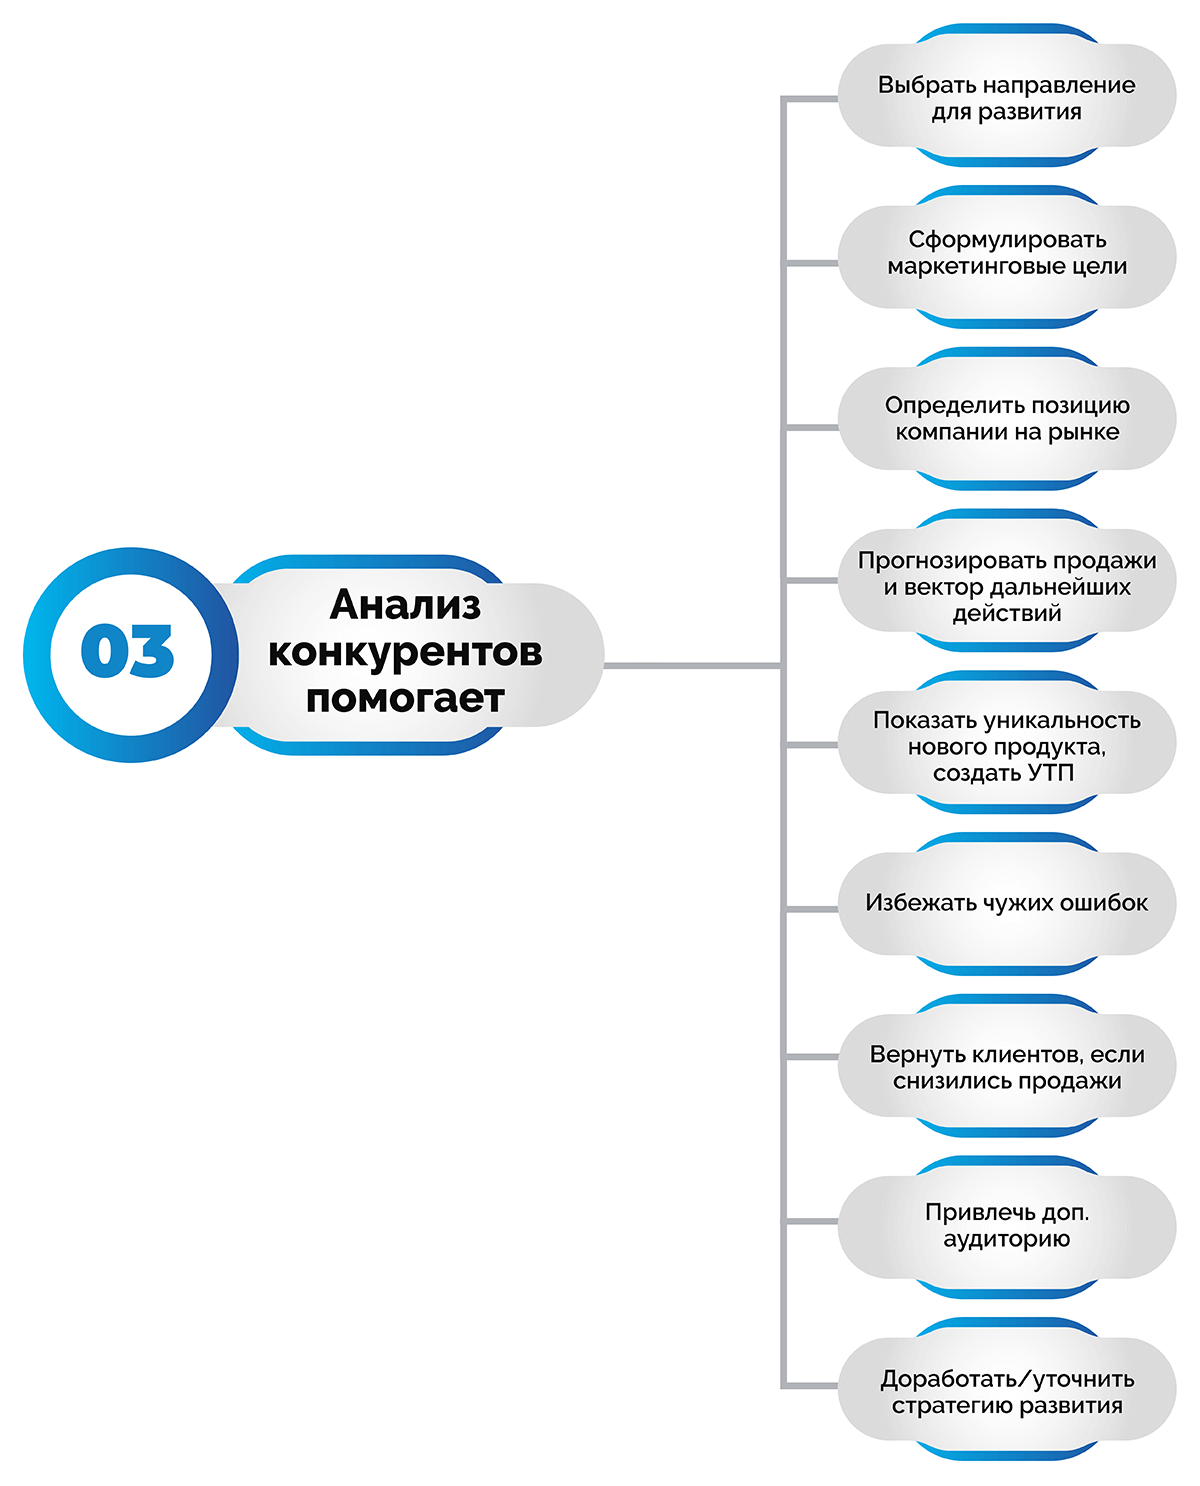 03
Анализ
конкурентов
помогает
Выбрать направление
для развития
Сформулировать
маркетинговые цели
Определить позицию
компании на рынке
Прогнозировать продажи
и вектор дальнейших
действий
Показать уникальность
нового продукта,
создать УТП
Избежать чужих ошибок
Вернуть клиентов, если
снизились продажи
Привлечь доп.
аудиторию
Доработать/уточнить
стратегию развития